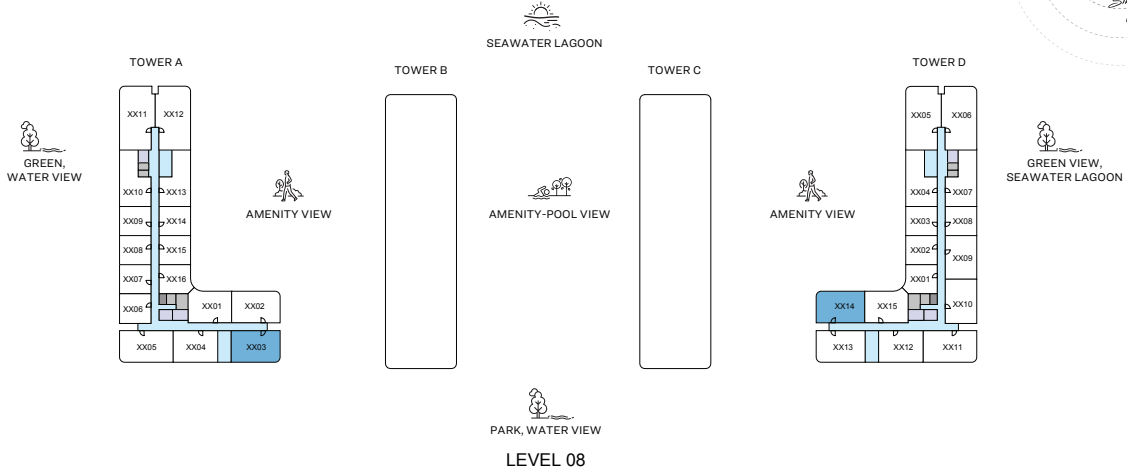 SEAWATER LAGOON
TOWER A
TOWER B
TOWER C
TOWER D
XX11
XX12
XX05
XX06
GREEN,
WATER VIEW
GREEN VIEW,
SEAWATER LAGOON
XX10
XX13
XX04
XX07
AMENITY VIEW
AMENITY-POOL VIEW
AMENITY VIEW
XX09
XX14
XX03
XX08
XX08
XX15
XX02
XX09
XX07
XX16
XX01
XX06
XX01
XX02
XX14
XX15
XX10
XX05
XX04
XX03
XX13
XX12
XX11
PARK, WATER VIEW
LEVEL 08